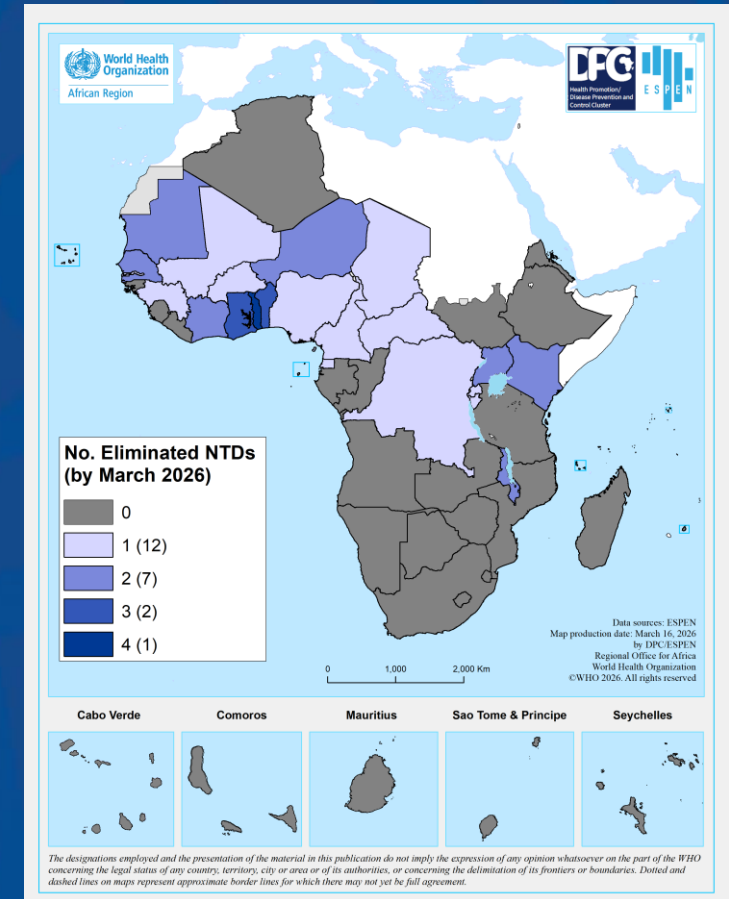 World Health
Organization
African Region
DPC
Health Promotion/
Disease Prevention and
Control Cluster
ESPEN
No. Eliminated NTDs
(by March 2026)
0
1 (12)
2 (7)
3 (2)
4 (1)
0 1,000 2,000 Km
Data sources: ESPEN
Map production date: March 16, 2026
by DPC/ESPEN
Regional Office for Africa
World Health Organization
©WHO 2026. All rights reserved
Cabo Verde
Comoros
Mauritius
Sao Tome & Principe
Seychelles
The designations employed and the presentation of the material in this publication do not imply the expression of any opinion whatsoever on the part of the WHO
concerning the legal status of any country, territory, city or area or of its authorities, or concerning the delimitation of its frontiers or boundaries. Dotted and
dashed lines on maps represent approximate border lines for which there may not yet be full agreement.